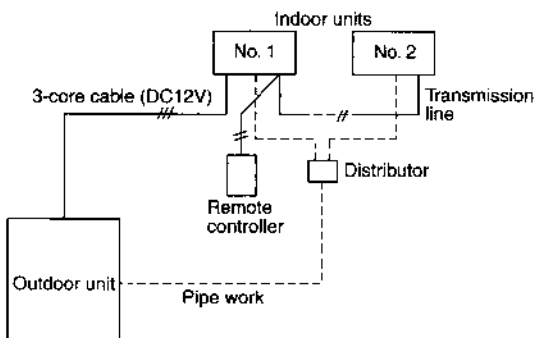 Indoor units
No. 1
No. 2
3-core cable (DC12V)
Transmission
line
Distributor
Remote
controller
Outdoor unit
Pipe work